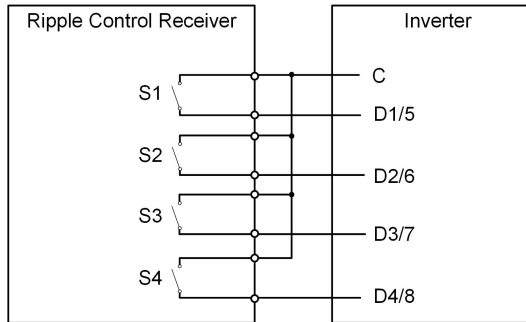 Ripple Control Receiver
Inverter
C
S1
D1/5
S2
D2/6
S3
D3/7
S4
D4/8